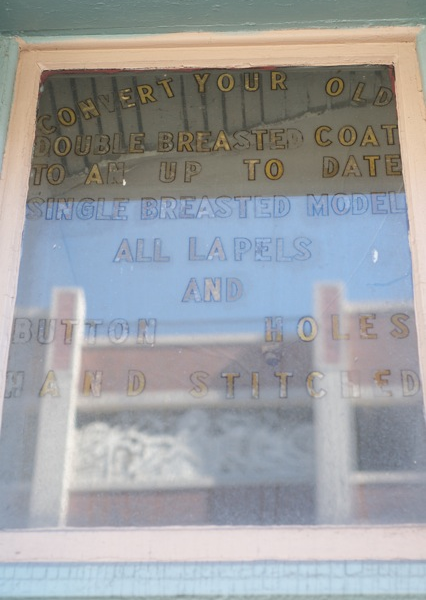 CONVERT YOUR OLD
DOUBLE BREASTED COAT
TO AN UP TO DATE
SINGLE BREASTED MODEL
ALL LAPELS
AND
BUTTON HOLES
HAND STITCHED